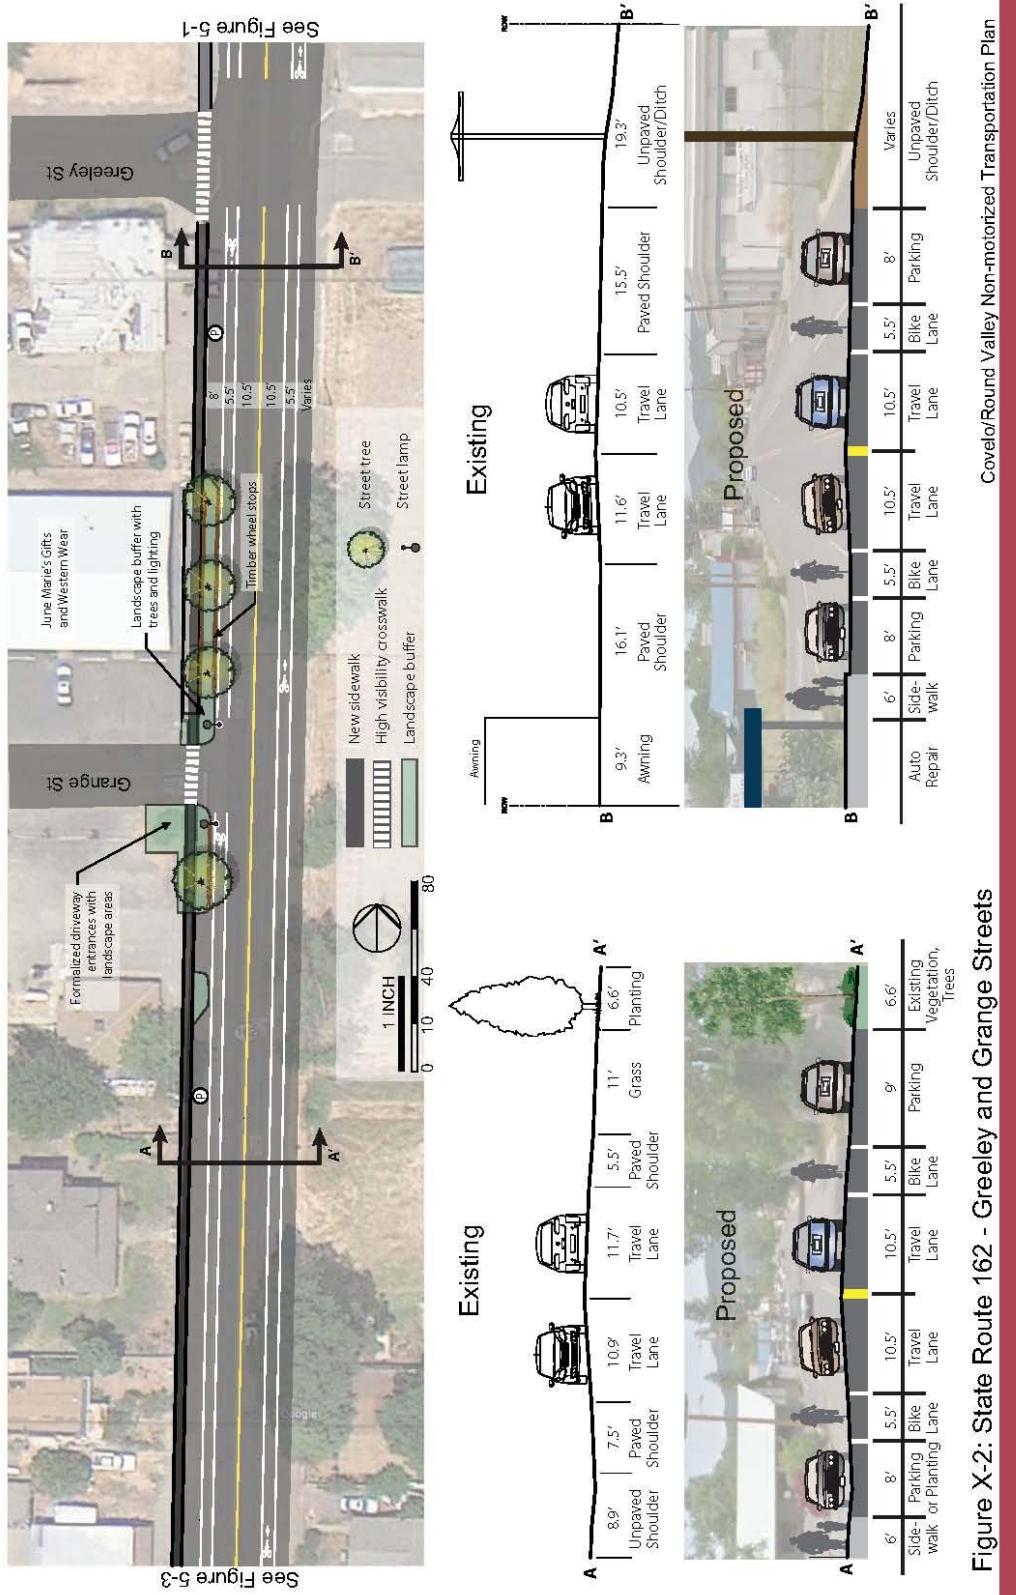 See Figure 5-3
See Figure 5-1
Grange St
Greeley St
Formalized driveway
entrances with
landscape areas
June Marie's Gifts
and Western Wear
Landscape buffer with
trees and lighting
Timber wheel stops
A
A'
B
B'
P
P
8'
5.5'
10.5'
10.5'
5.5'
Varies
Google
1 INCH
0 10 40 80
New sidewalk
High visibility crosswalk
Landscape buffer
Street tree
Street lamp
Existing
8.9'
Unpaved
Shoulder
7.5'
Paved
Shoulder
10.9'
Travel
Lane
11.7'
Travel
Lane
5.5'
Paved
Shoulder
11'
Grass
6.6'
Planting
A
A'
Proposed
A
A'
6'
Side-
walk
8'
Parking
or Planting
5.5'
Bike
Lane
10.5'
Travel
Lane
10.5'
Travel
Lane
5.5'
Bike
Lane
9'
Parking
6.6'
Existing
Vegetation,
Trees
Existing
ROW
ROW
Awning
9.3'
Awning
16.1'
Paved
Shoulder
11.6'
Travel
Lane
10.5'
Travel
Lane
15.5'
Paved Shoulder
19.3'
Unpaved
Shoulder/Ditch
B
B'
Proposed
B
B'
Auto
Repair
6'
Side-
walk
8'
Parking
5.5'
Bike
Lane
10.5'
Travel
Lane
10.5'
Travel
Lane
5.5'
Bike
Lane
8'
Parking
Varies
Unpaved
Shoulder/Ditch
Figure X-2: State Route 162 - Greeley and Grange Streets
Covelo/Round Valley Non-motorized Transportation Plan